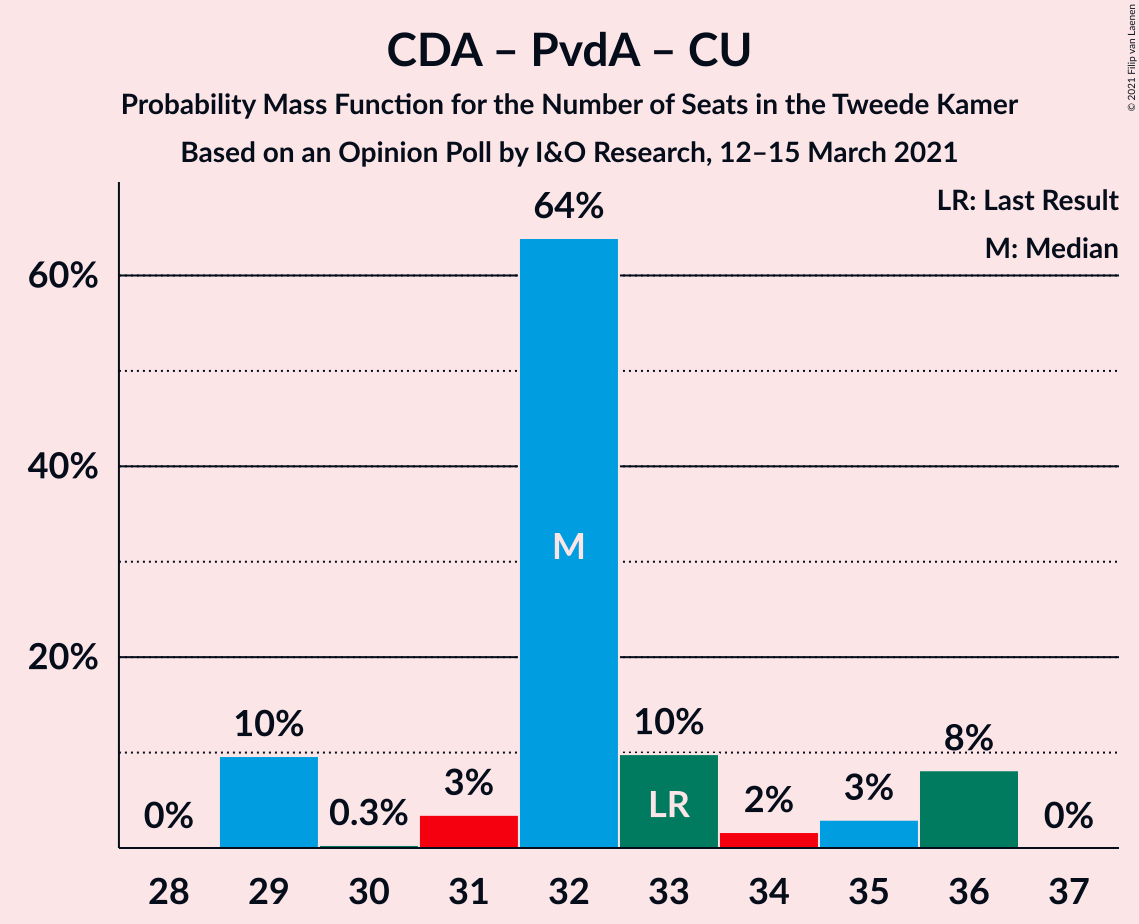 CDA – PvdA – CU
Probability Mass Function for the Number of Seats in the Tweede Kamer
Based on an Opinion Poll by I&O Research, 12–15 March 2021
© 2021 Filip van Laenen
LR: Last Result
M: Median
60%
40%
20%
0%
10%
0.3%
3%
64%
M
10%
LR
2%
3%
8%
0%
28 29 30 31 32 33 34 35 36 37